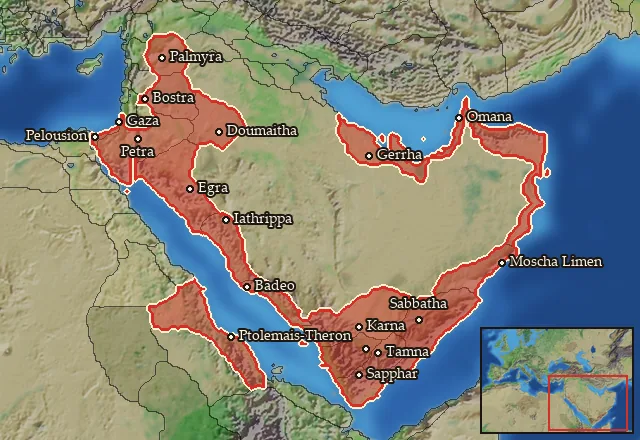 Palmyra
Bostra
Gaza
Pelousion
Petra
Doumaitha
Omana
Gerrha
Egra
Iathrippa
Moscha Limen
Badeo
Sabbatha
Karna
Ptolemais-Theron
Tamna
Sapphar